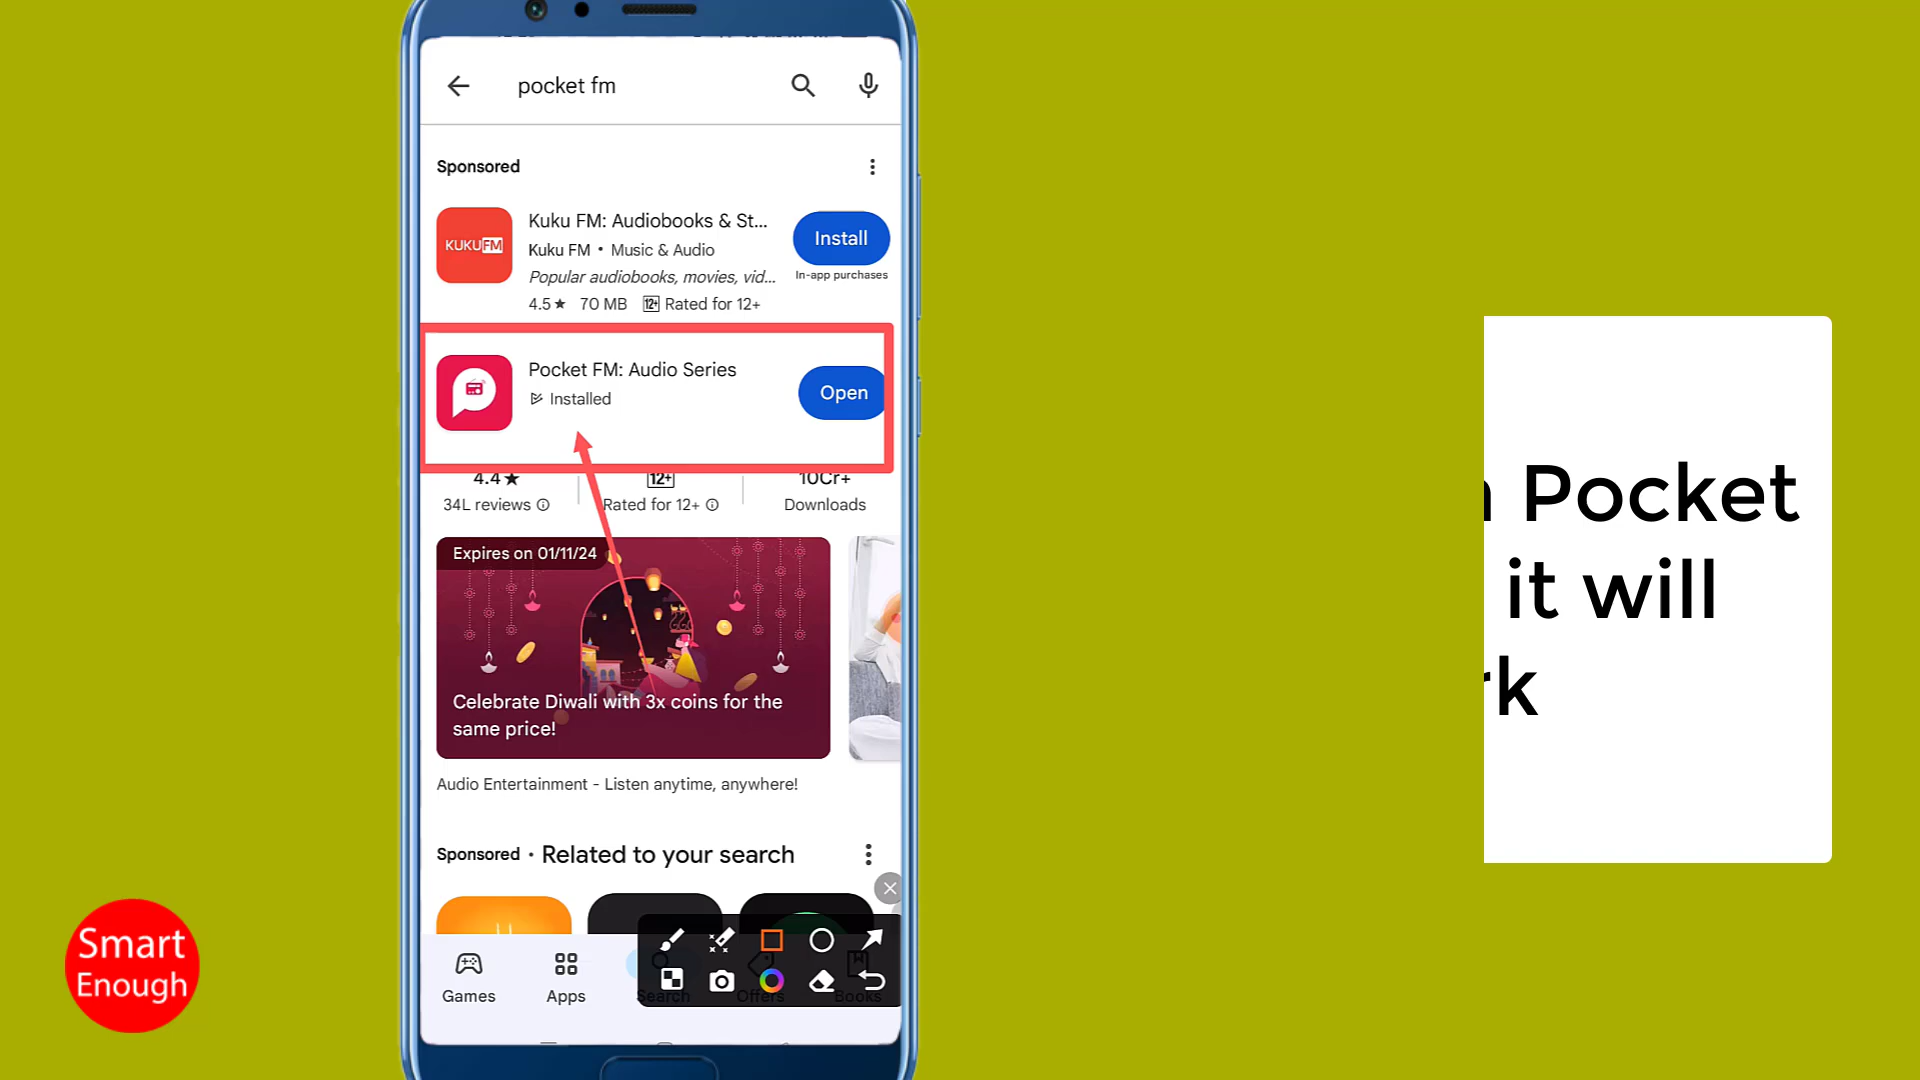 pocket fm
Sponsored
Kuku FM: Audiobooks & St...
Kuku FM • Music & Audio
Popular audiobooks, movies, vid...
4.5★ 70 MB 12+ Rated for 12+
Install
In-app purchases
KUKU FM
Pocket FM: Audio Series
Installed
Open
4.4★
34L reviews
12+
Rated for 12+
10Cr+
Downloads
Expires on 01/11/24
Celebrate Diwali with 3x coins for the
same price!
Audio Entertainment - Listen anytime, anywhere!
Sponsored • Related to your search
Games
Apps
Search
Offers
Books
Pocket
it will
rk
Smart
Enough